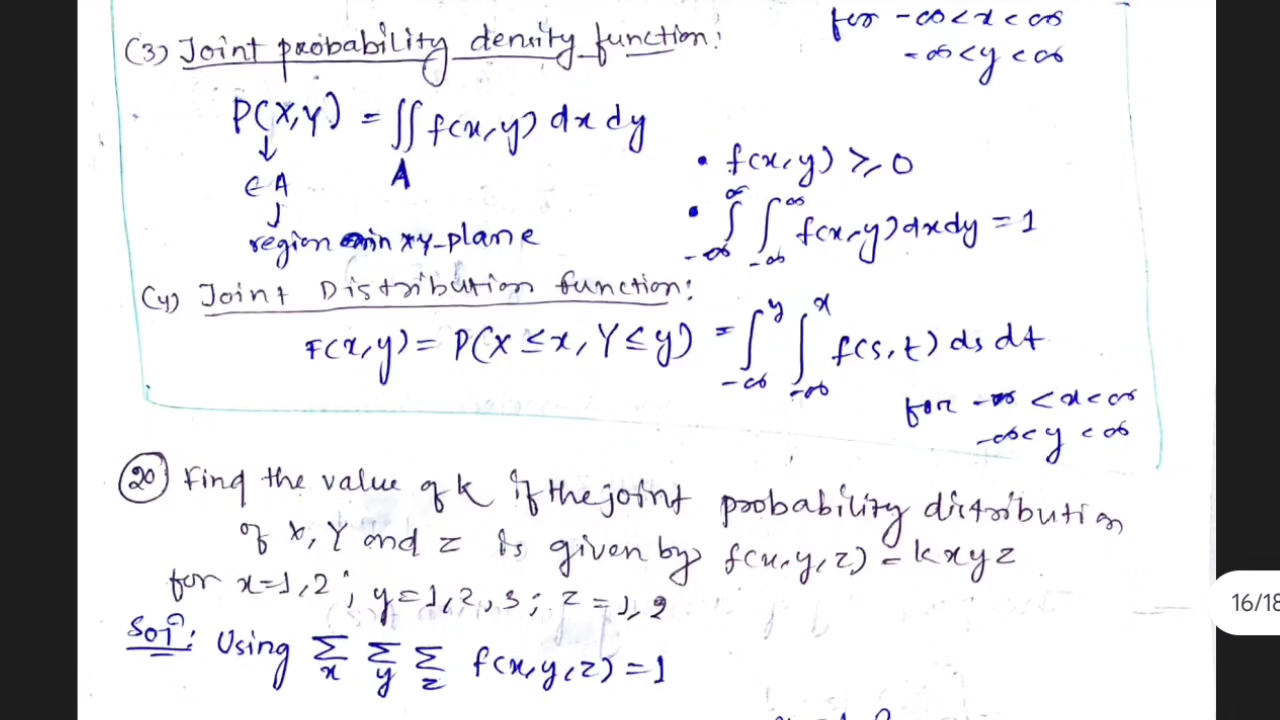 for -∞<x<∞
(3) Joint probability density function:
-∞<y<∞
P(X,Y) = ∬ f(x,y) dx dy
↓
∈A
A
• f(x,y) ≥ 0
↓
region in xy-plane
• ∫_{-∞}^{∞} ∫_{-∞}^{∞} f(x,y) dx dy = 1
(4) Joint Distribution function:
F(x,y) = P(X ≤ x, Y ≤ y) = ∫_{-∞}^{y} ∫_{-∞}^{x} f(s,t) ds dt
for -∞ < x < ∞
-∞ < y < ∞
(20) Find the value of k if the joint probability distribution
of X, Y and Z is given by f(x,y,z) = kxyz
for x=1,2 ; y=1,2,3 ; z=1,2
16/18
Sol: Using Σ_x Σ_y Σ_z f(x,y,z) = 1